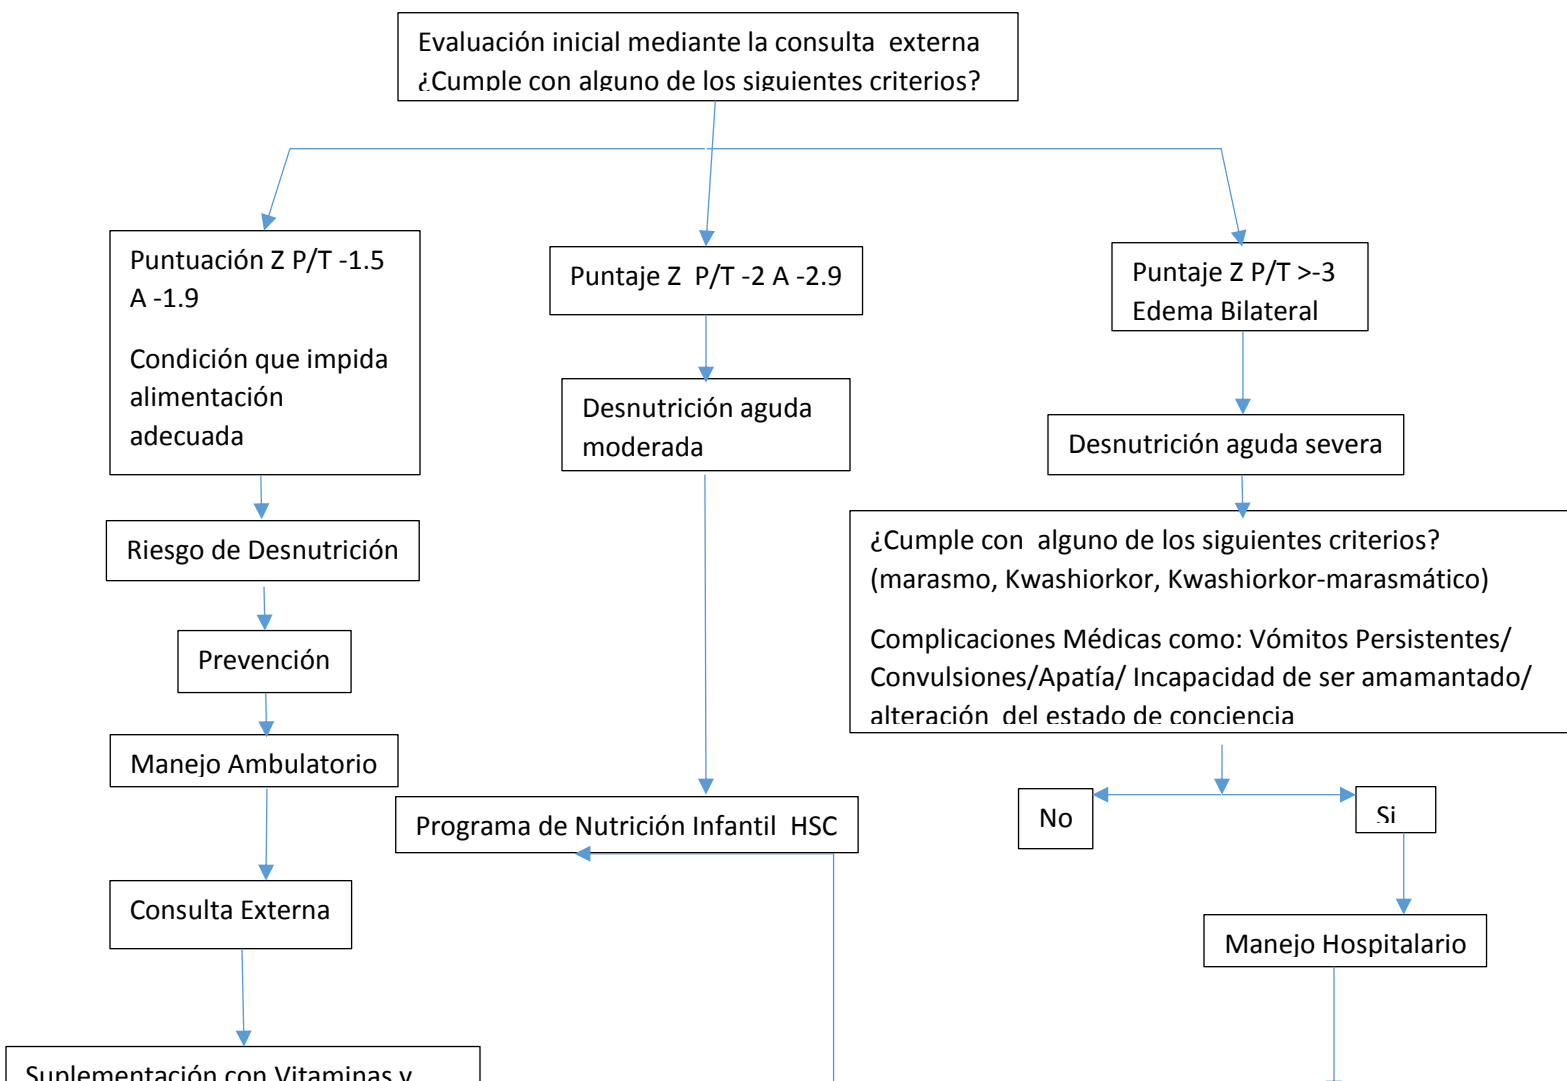 Evaluación inicial mediante la consulta  externa
¿Cumple con alguno de los siguientes criterios?
Puntuación Z P/T -1.5
A -1.9
Condición que impida
alimentación
adecuada
Puntaje Z  P/T -2 A -2.9
Puntaje Z P/T >-3
Edema Bilateral
Desnutrición aguda
moderada
Desnutrición aguda severa
Riesgo de Desnutrición
¿Cumple con  alguno de los siguientes criterios?
(marasmo, Kwashiorkor, Kwashiorkor-marasmático)
Complicaciones Médicas como: Vómitos Persistentes/
Convulsiones/Apatía/ Incapacidad de ser amamantado/
alteración  del estado de conciencia
Prevención
Manejo Ambulatorio
Programa de Nutrición Infantil  HSC
No
Si
Consulta Externa
Manejo Hospitalario
Suplementación con Vitaminas y